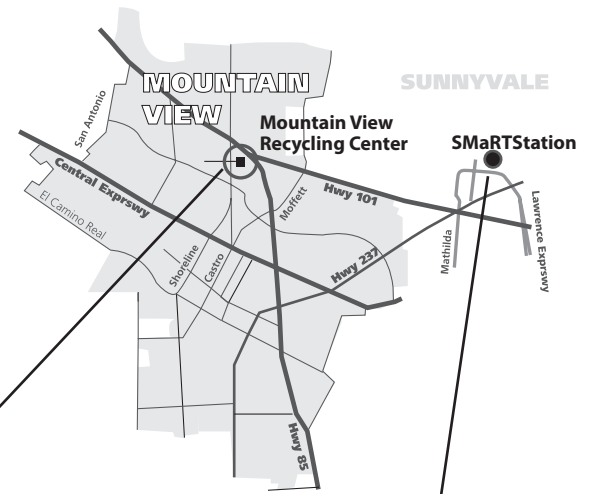 MOUNTAIN
VIEW
SUNNYVALE
Mountain View
Recycling Center
SMaRTStation
San Antonio
Central Exprswy
El Camino Real
Hwy 101
Moffett
Shoreline
Castro
Hwy 237
Mathilda
Lawrence Exprswy
Hwy 85